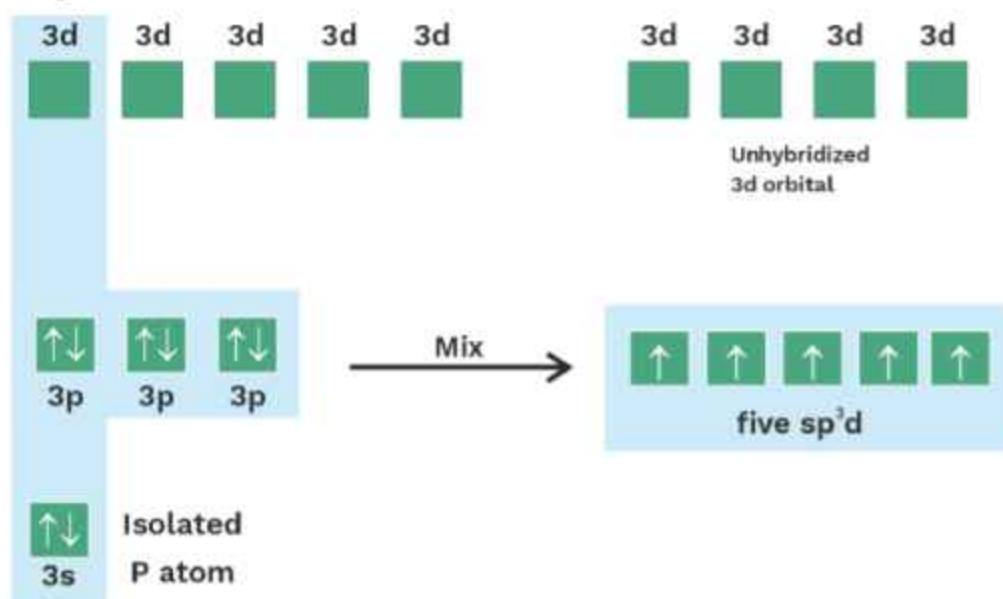 3d 3d 3d 3d 3d
3d 3d 3d 3d
Unhybridized
3d orbital
↑↓ ↑↓ ↑↓
3p 3p 3p
Mix
↑ ↑ ↑ ↑ ↑
five sp³d
↑↓
3s
Isolated
P atom